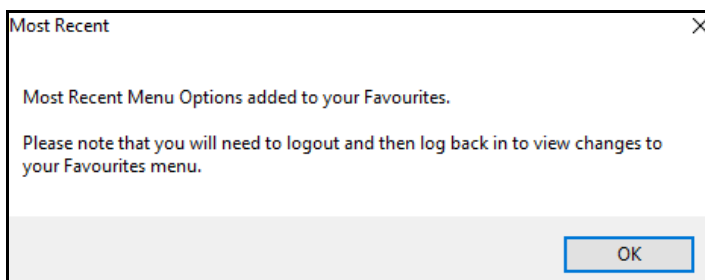 Most Recent
Most Recent Menu Options added to your Favourites.
Please note that you will need to logout and then log back in to view changes to
your Favourites menu.
OK